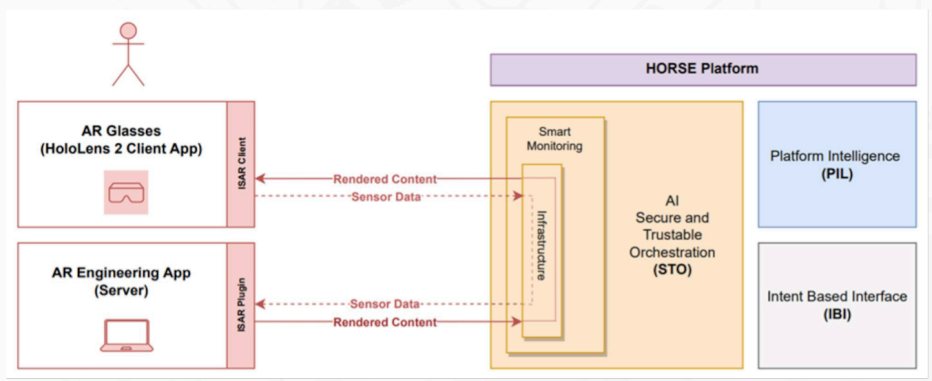 HORSE Platform
AR Glasses
(HoloLens 2 Client App)
ISAR Client
Rendered Content
Sensor Data
AR Engineering App
(Server)
ISAR Plugin
Sensor Data
Rendered Content
Smart
Monitoring
Infrastructure
AI
Secure and
Trustable
Orchestration
(STO)
Platform Intelligence
(PIL)
Intent Based Interface
(IBI)